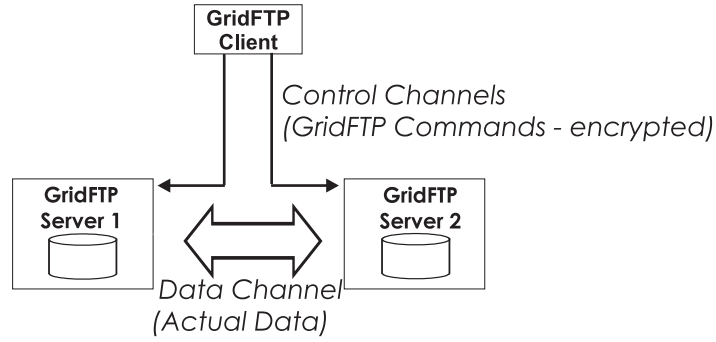 GridFTP
Client
Control Channels
(GridFTP Commands - encrypted)
GridFTP
Server 1
GridFTP
Server 2
Data Channel
(Actual Data)